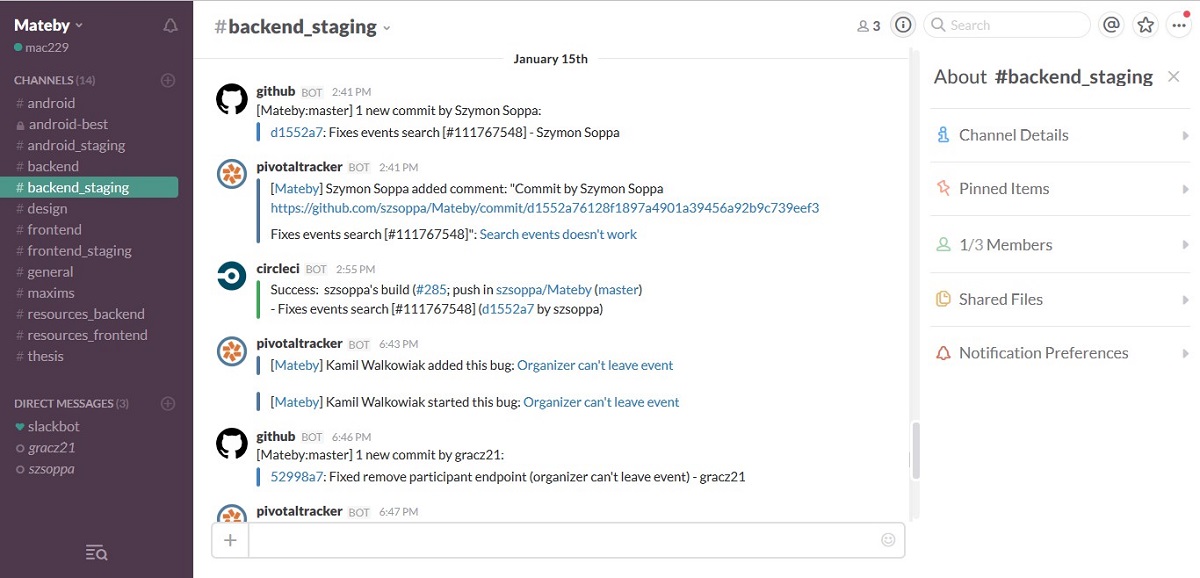 Mateby
mac229
CHANNELS (14)
# android
android-best
# android_staging
# backend
# backend_staging
# design
# frontend
# frontend_staging
# general
# maxims
# resources_backend
# resources_frontend
# thesis
DIRECT MESSAGES (3)
slackbot
gracz21
szsoppa
#backend_staging
3
Search
January 15th
github BOT 2:41 PM
[Mateby:master] 1 new commit by Szymon Soppa:
d1552a7: Fixes events search [#111767548] - Szymon Soppa
pivotaltracker BOT 2:41 PM
[Mateby] Szymon Soppa added comment: "Commit by Szymon Soppa
https://github.com/szsoppa/Mateby/commit/d1552a76128f1897a4901a39456a92b9c739eef3
Fixes events search [#111767548]": Search events doesn't work
circleci BOT 2:55 PM
Success: szsoppa's build (#285; push in szsoppa/Mateby (master)
- Fixes events search [#111767548] (d1552a7 by szsoppa)
pivotaltracker BOT 6:43 PM
[Mateby] Kamil Walkowiak added this bug: Organizer can't leave event
[Mateby] Kamil Walkowiak started this bug: Organizer can't leave event
github BOT 6:46 PM
[Mateby:master] 1 new commit by gracz21:
52998a7: Fixed remove participant endpoint (organizer can't leave event) - gracz21
pivotaltracker BOT 6:47 PM
About #backend_staging
Channel Details
Pinned Items
1/3 Members
Shared Files
Notification Preferences